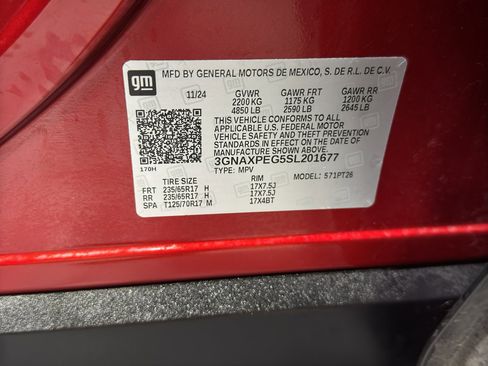 gm
MFD BY GENERAL MOTORS DE MEXICO, S. DE R.L. DE C.V.
11/24 GVWR GAWR FRT GAWR RR
2200 KG 1175 KG 1200 KG
4850 LB 2590 LB 2645 LB
THIS VEHICLE CONFORMS TO ALL
APPLICABLE U.S. FEDERAL MOTOR
VEHICLE SAFETY AND THEFT PREVENTION
STANDARDS IN EFFECT ON THE DATE OF
MANUFACTURE SHOWN ABOVE.
3GNAXPEG5SL201677
170H TYPE: MPV MODEL: 571PT26
TIRE SIZE RIM
FRT 235/65R17 H 17X7.5J
RR 235/65R17 H 17X7.5J
SPA T125/70R17 M 17X4BT